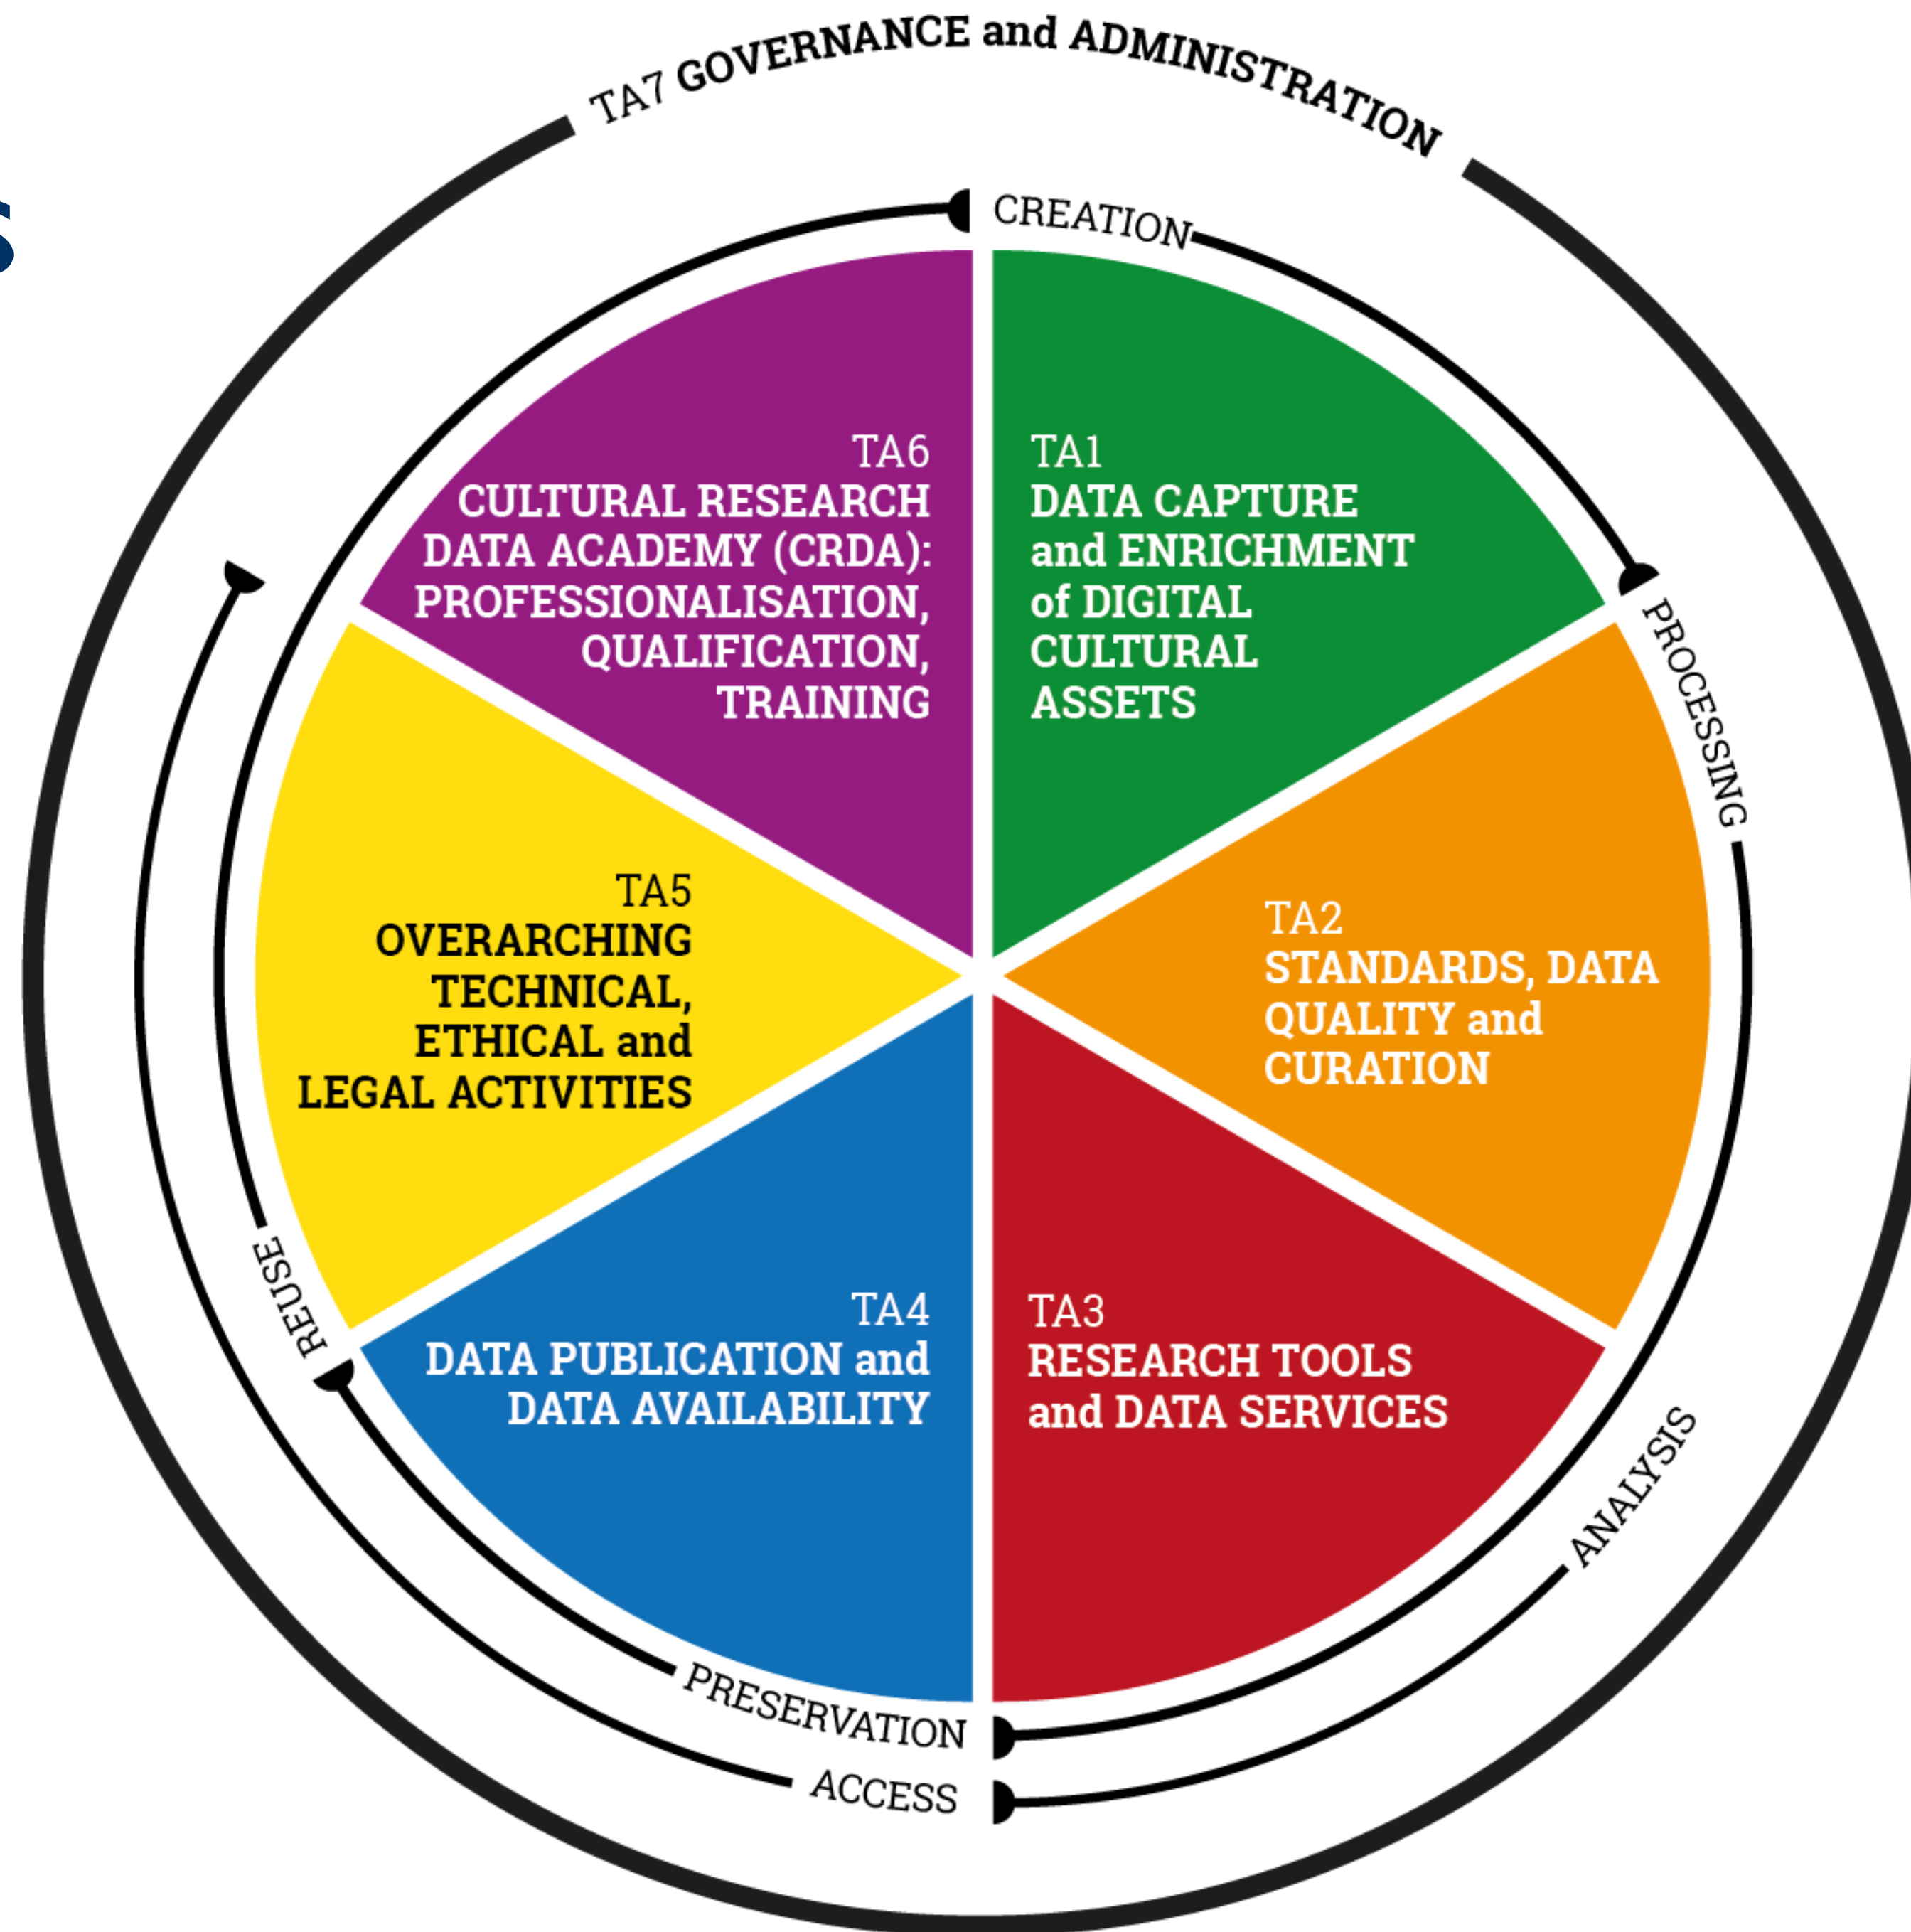 TA7 GOVERNANCE and ADMINISTRATION
S
CREATION
TA6
CULTURAL RESEARCH
DATA ACADEMY (CRDA):
PROFESSIONALISATION,
QUALIFICATION,
TRAINING
TA1
DATA CAPTURE
and ENRICHMENT
of DIGITAL
CULTURAL
ASSETS
PROCESSING
TA5
OVERARCHING
TECHNICAL,
ETHICAL and
LEGAL ACTIVITIES
TA2
STANDARDS, DATA
QUALITY and
CURATION
REUSE
TA4
DATA PUBLICATION and
DATA AVAILABILITY
TA3
RESEARCH TOOLS
and DATA SERVICES
ANALYSIS
PRESERVATION
ACCESS